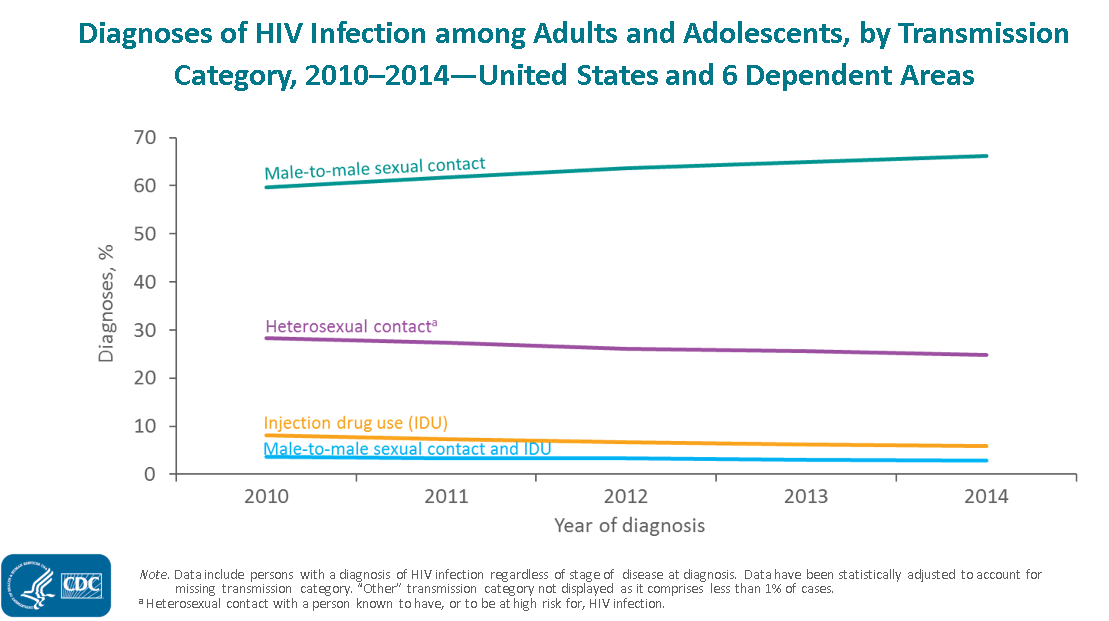 Diagnoses of HIV Infection among Adults and Adolescents, by Transmission
Category, 2010–2014—United States and 6 Dependent Areas
70
60
50
40
30
20
10
0
Diagnoses, %
Male-to-male sexual contact
Heterosexual contactᵃ
Injection drug use (IDU)
Male-to-male sexual contact and IDU
2010 2011 2012 2013 2014
Year of diagnosis
CDC
Note. Data include persons with a diagnosis of HIV infection regardless of stage of disease at diagnosis. Data have been statistically adjusted to account for
missing transmission category. “Other” transmission category not displayed as it comprises less than 1% of cases.
ᵃ Heterosexual contact with a person known to have, or to be at high risk for, HIV infection.